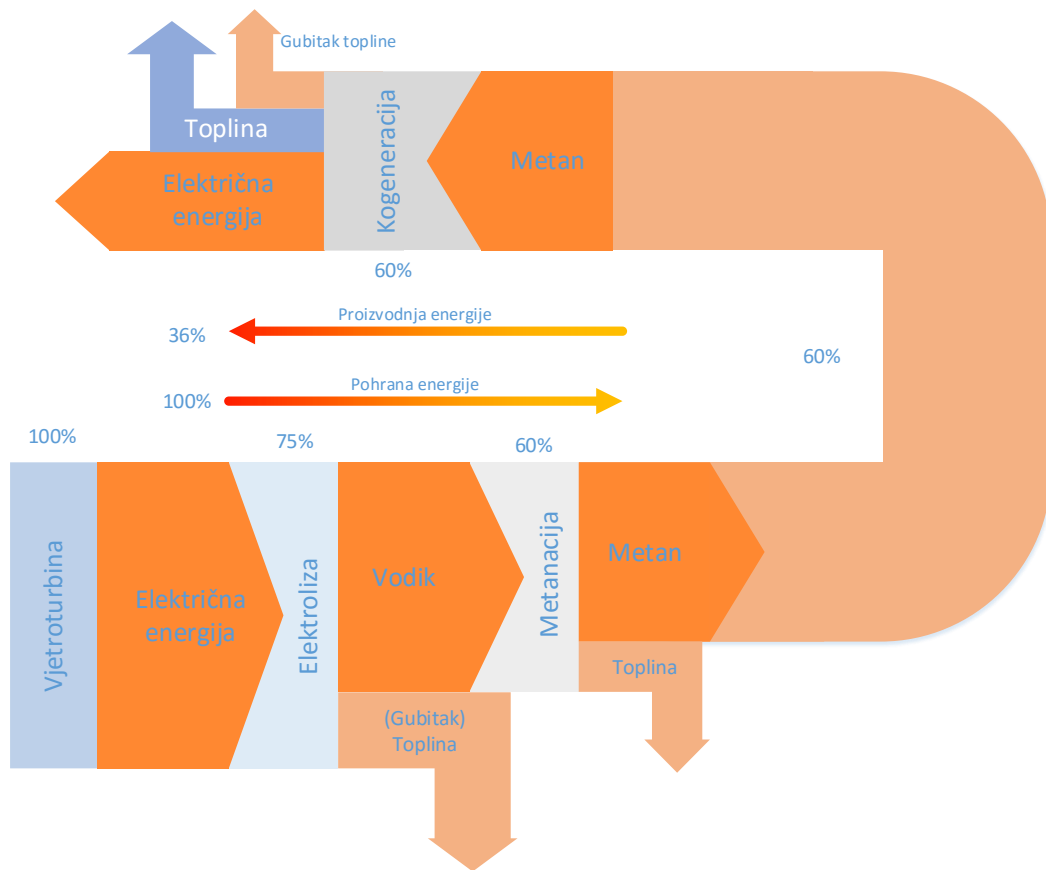 Gubitak topline
Toplina
Kogeneracija
Metan
Električna
energija
60%
Proizvodnja energije
36%
60%
Pohrana energije
100%
100%
75%
60%
Vjetroturbina
Električna
energija
Elektroliza
Vodik
Metanacija
Metan
Toplina
(Gubitak)
Toplina